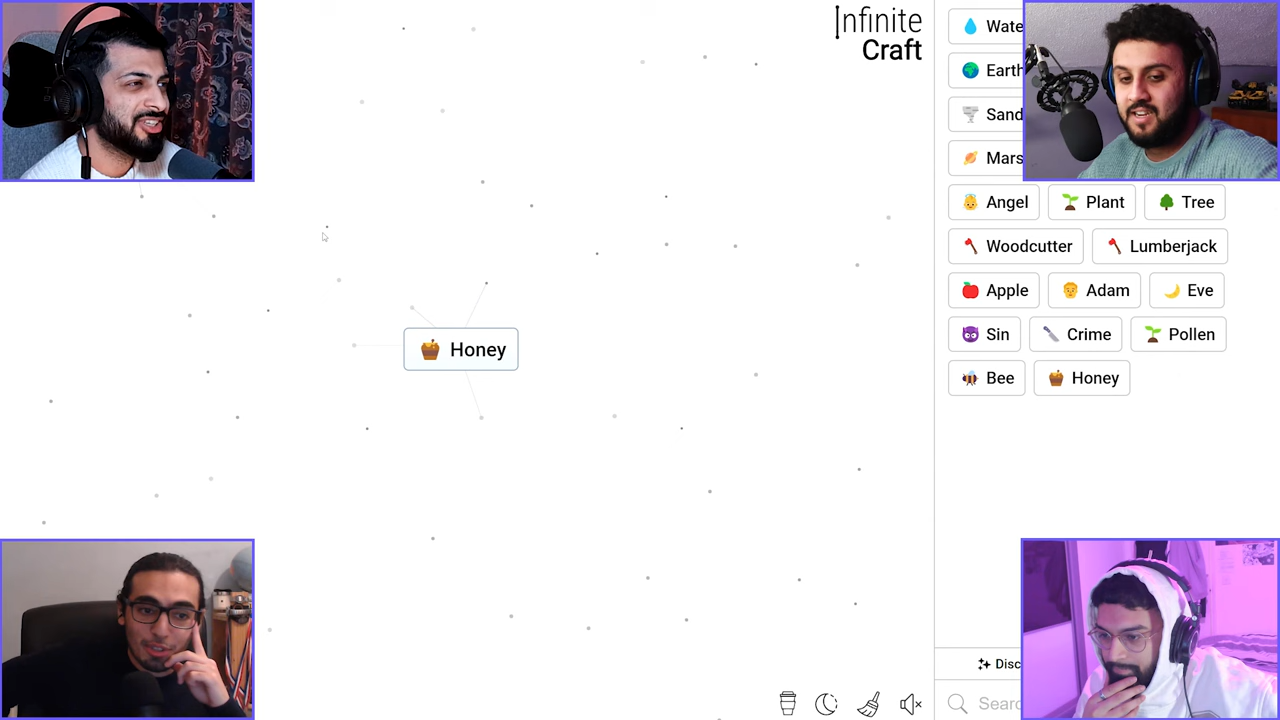 Infinite
Craft
Wate
Earth
Sand
Mars
Angel Plant Tree
Woodcutter Lumberjack
Apple Adam Eve
Sin Crime Pollen
Bee Honey
Honey
Disc
Searc